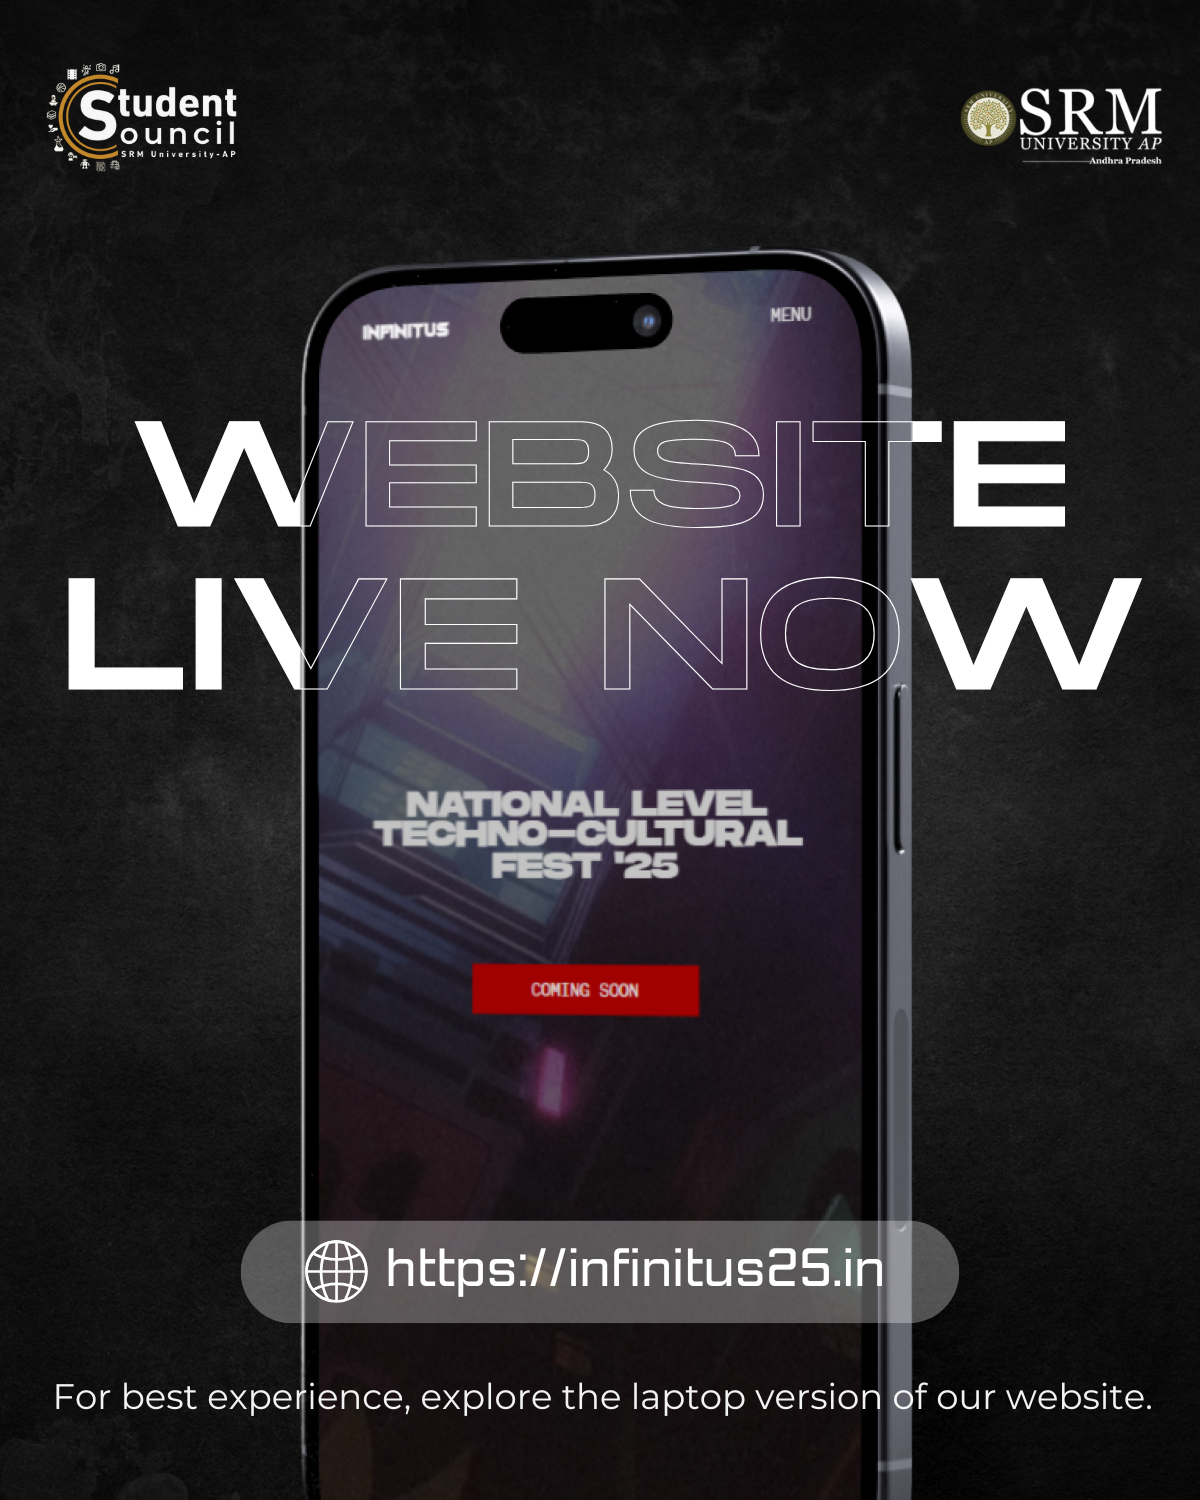 Student
Council
SRM University-AP
SRM
UNIVERSITY AP
Andhra Pradesh
INFINITUS
MENU
WEBSITE
LIVE NOW
NATIONAL LEVEL
TECHNO-CULTURAL
FEST '25
COMING SOON
https://infinitus25.in
For best experience, explore the laptop version of our website.